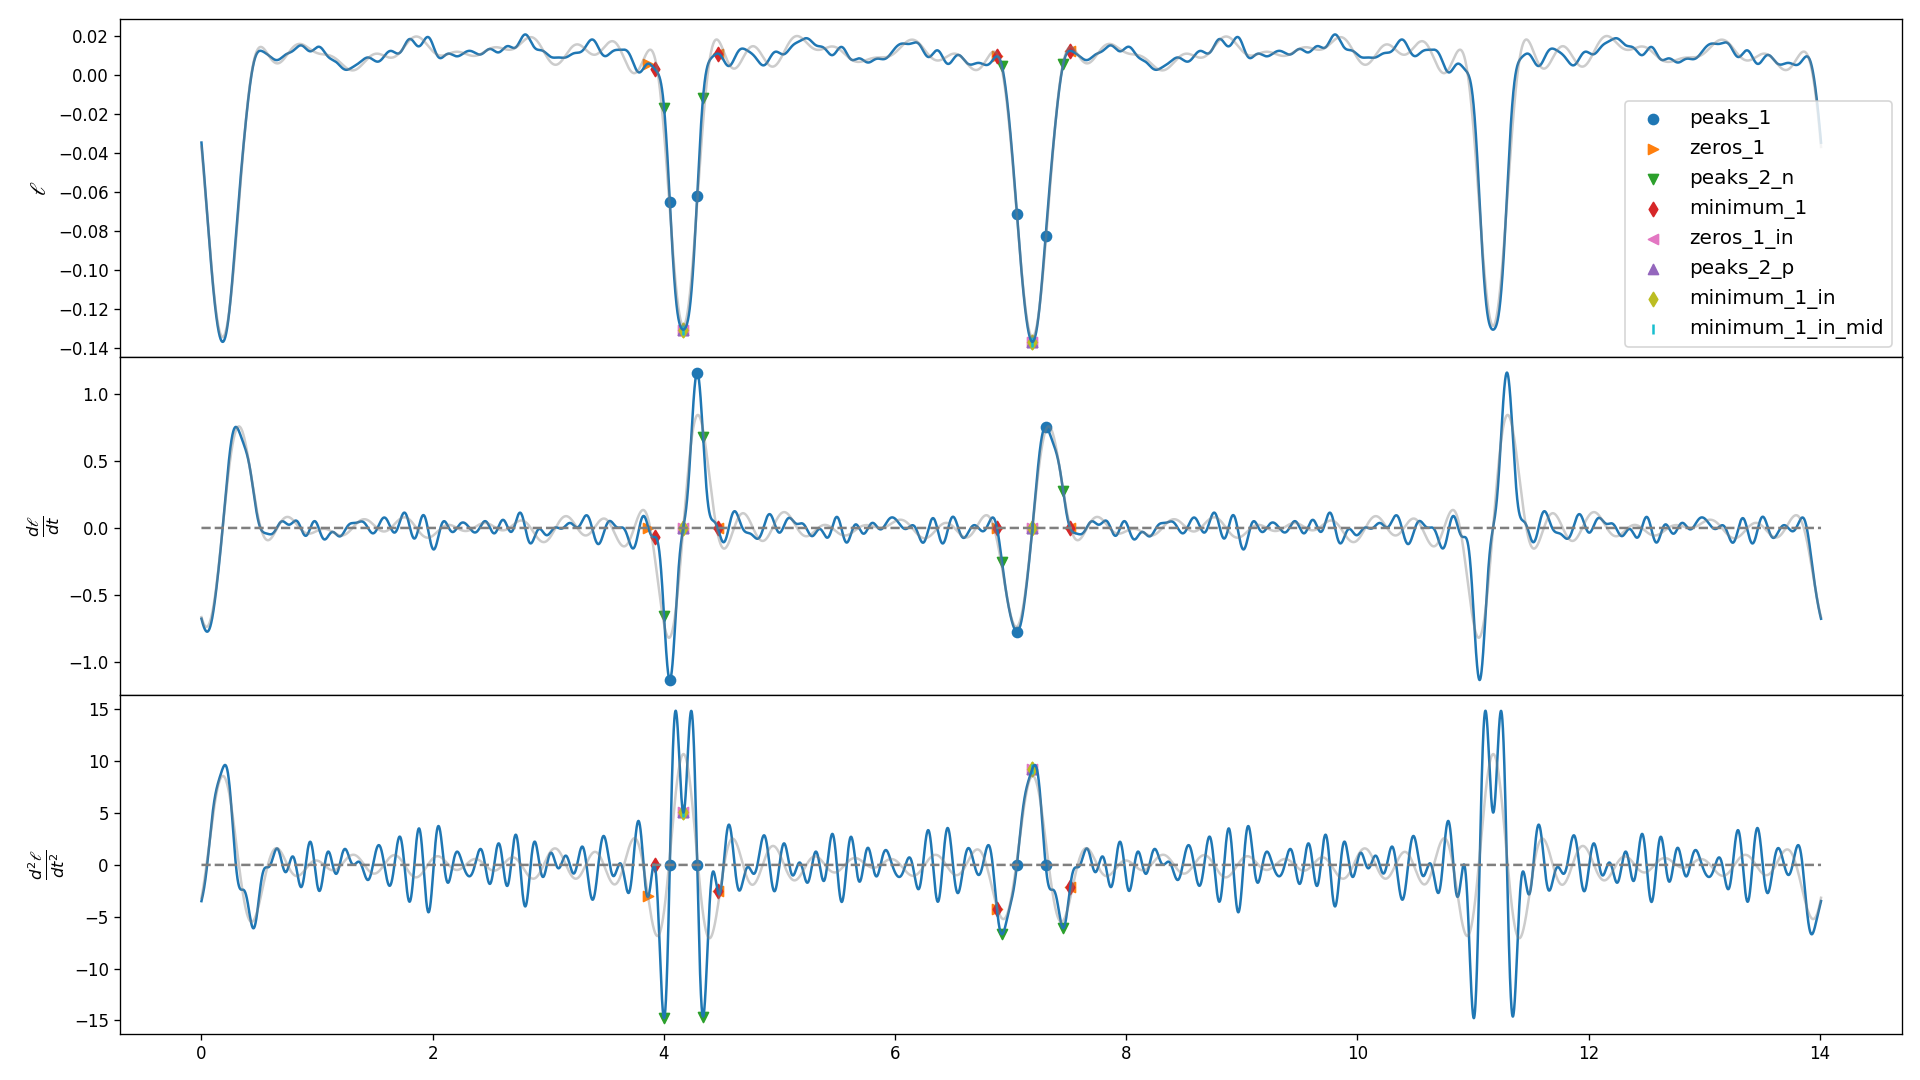 0.02
0.00
−0.02
−0.04
−0.06
−0.08
−0.10
−0.12
−0.14
ℓ
peaks_1
zeros_1
peaks_2_n
minimum_1
zeros_1_in
peaks_2_p
minimum_1_in
minimum_1_in_mid
1.0
0.5
0.0
−0.5
−1.0
dℓ/dt
15
10
5
0
−5
−10
−15
d²ℓ/dt²
0 2 4 6 8 10 12 14